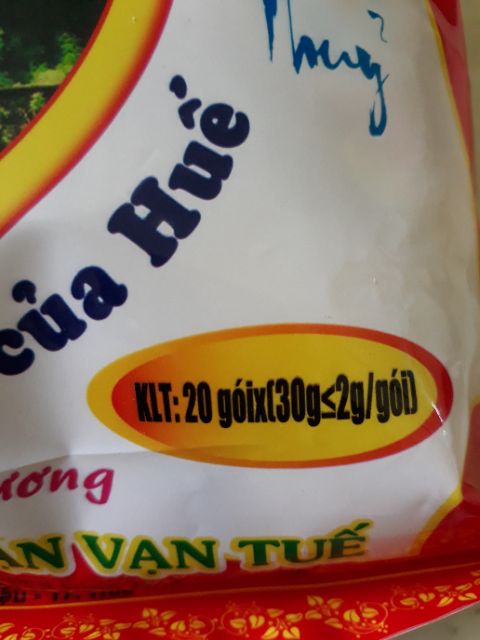 Thuỷ
của Huế
KLT: 20 góix(30g≤2g/gói)
ương
ẠN VẠN TUẾ